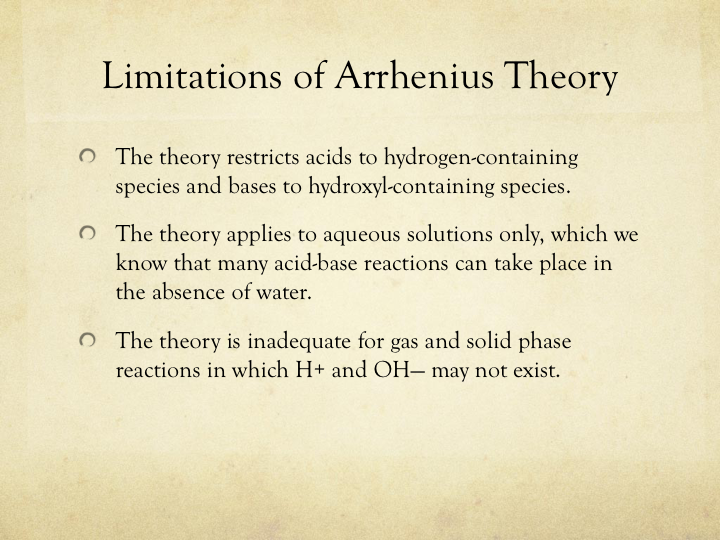 Limitations of Arrhenius Theory
The theory restricts acids to hydrogen-containing
species and bases to hydroxyl-containing species.
The theory applies to aqueous solutions only, which we
know that many acid-base reactions can take place in
the absence of water.
The theory is inadequate for gas and solid phase
reactions in which H+ and OH— may not exist.